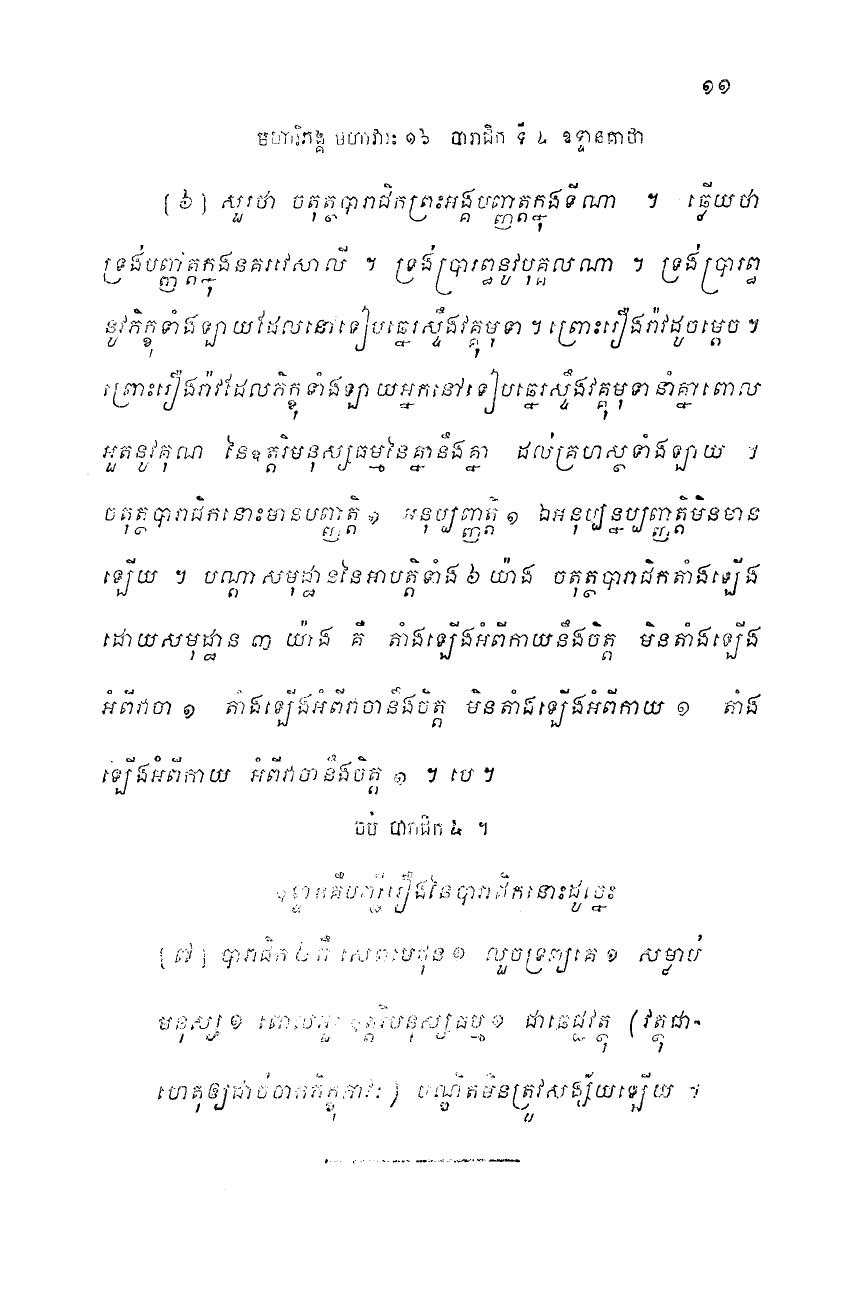 ១១
មហាវិភង្គ មហាវារៈ ១៦ បារាជិក ទី ៤ ឧទ្ទានគាថា
[៦] សួរថា ចតុត្ថបារាជិកព្រះអង្គបញ្ញត្តក្នុងទីណា ។ ឆ្លើយថា
ទ្រង់បញ្ញត្តក្នុងនគរវេសាលី ។ ទ្រង់ប្រារព្ធនូវបុគ្គលណា ។ ទ្រង់ប្រារព្ធ
នូវភិក្ខុទាំងឡាយដែលនៅទៀបឆ្នេរស្ទឹងវគ្គុមុទា ។ ព្រោះរឿងរ៉ាវដូចម្តេច ។
ព្រោះរឿងរ៉ាវដែលភិក្ខុទាំងឡាយអ្នកនៅទៀបឆ្នេរស្ទឹងវគ្គុមុទានាំគ្នាពោល
អួតនូវគុណ នៃឧត្តរិមនុស្សធម្មនៃគ្នានឹងគ្នា ដល់គ្រហស្ថទាំងឡាយ ។
ចតុត្ថបារាជិកនោះមានបញ្ញត្តិ ១ អនុប្បញ្ញត្តិ ១ ឯអនុប្បន្នប្បញ្ញត្តិមិនមាន
ឡើយ ។ បណ្តាសមុដ្ឋាននៃអាបត្តិទាំង ៦ យ៉ាង ចតុត្ថបារាជិកតាំងឡើង
ដោយសមុដ្ឋាន ៣ យ៉ាង គឺ តាំងឡើងអំពីកាយនឹងចិត្ត មិនតាំងឡើង
អំពីវាចា ១ តាំងឡើងអំពីវាចានឹងចិត្ត មិនតាំងឡើងអំពីកាយ ១ តាំង
ឡើងអំពីកាយ អំពីវាចានឹងចិត្ត ១ ។ បេ ។
ចប់ បារាជិក ៤ ។
ឧទ្ទានគឺបញ្ជីរឿងនៃបារាជិកនោះដូច្នេះ
[៧] បារាជិក ៤ គឺ សេពមេថុន ១ លួចទ្រព្យគេ ១ សម្លាប់
មនុស្ស ១ ពោលអួតឧត្តរិមនុស្សធម្ម ១ ជាឆេជ្ជវត្ថុ (វត្ថុជា-
ហេតុឲ្យដាច់ចាកភិក្ខុភាវៈ) បណ្ឌិតមិនត្រូវសង្ស័យឡើយ ។